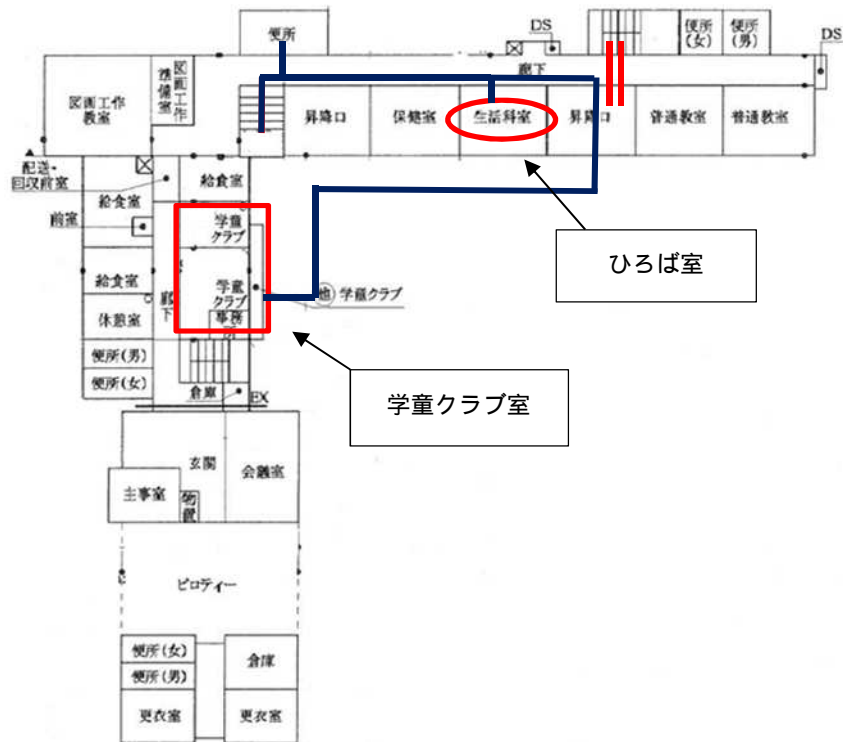 便所
DS
便所
(女)
便所
(男)
DS
廊下
図画工作
教室
図画工作
準備室
昇降口
保健室
生活科室
昇降口
普通教室
普通教室
配送・
回収前室
給食室
給食室
前室
学童
クラブ
ひろば室
給食室
廊下
学童
クラブ
事務
学童クラブ
休憩室
便所(男)
便所(女)
倉庫
EX
学童クラブ室
玄関
会議室
主事室
物置
ピロティー
便所(女)
便所(男)
倉庫
更衣室
更衣室